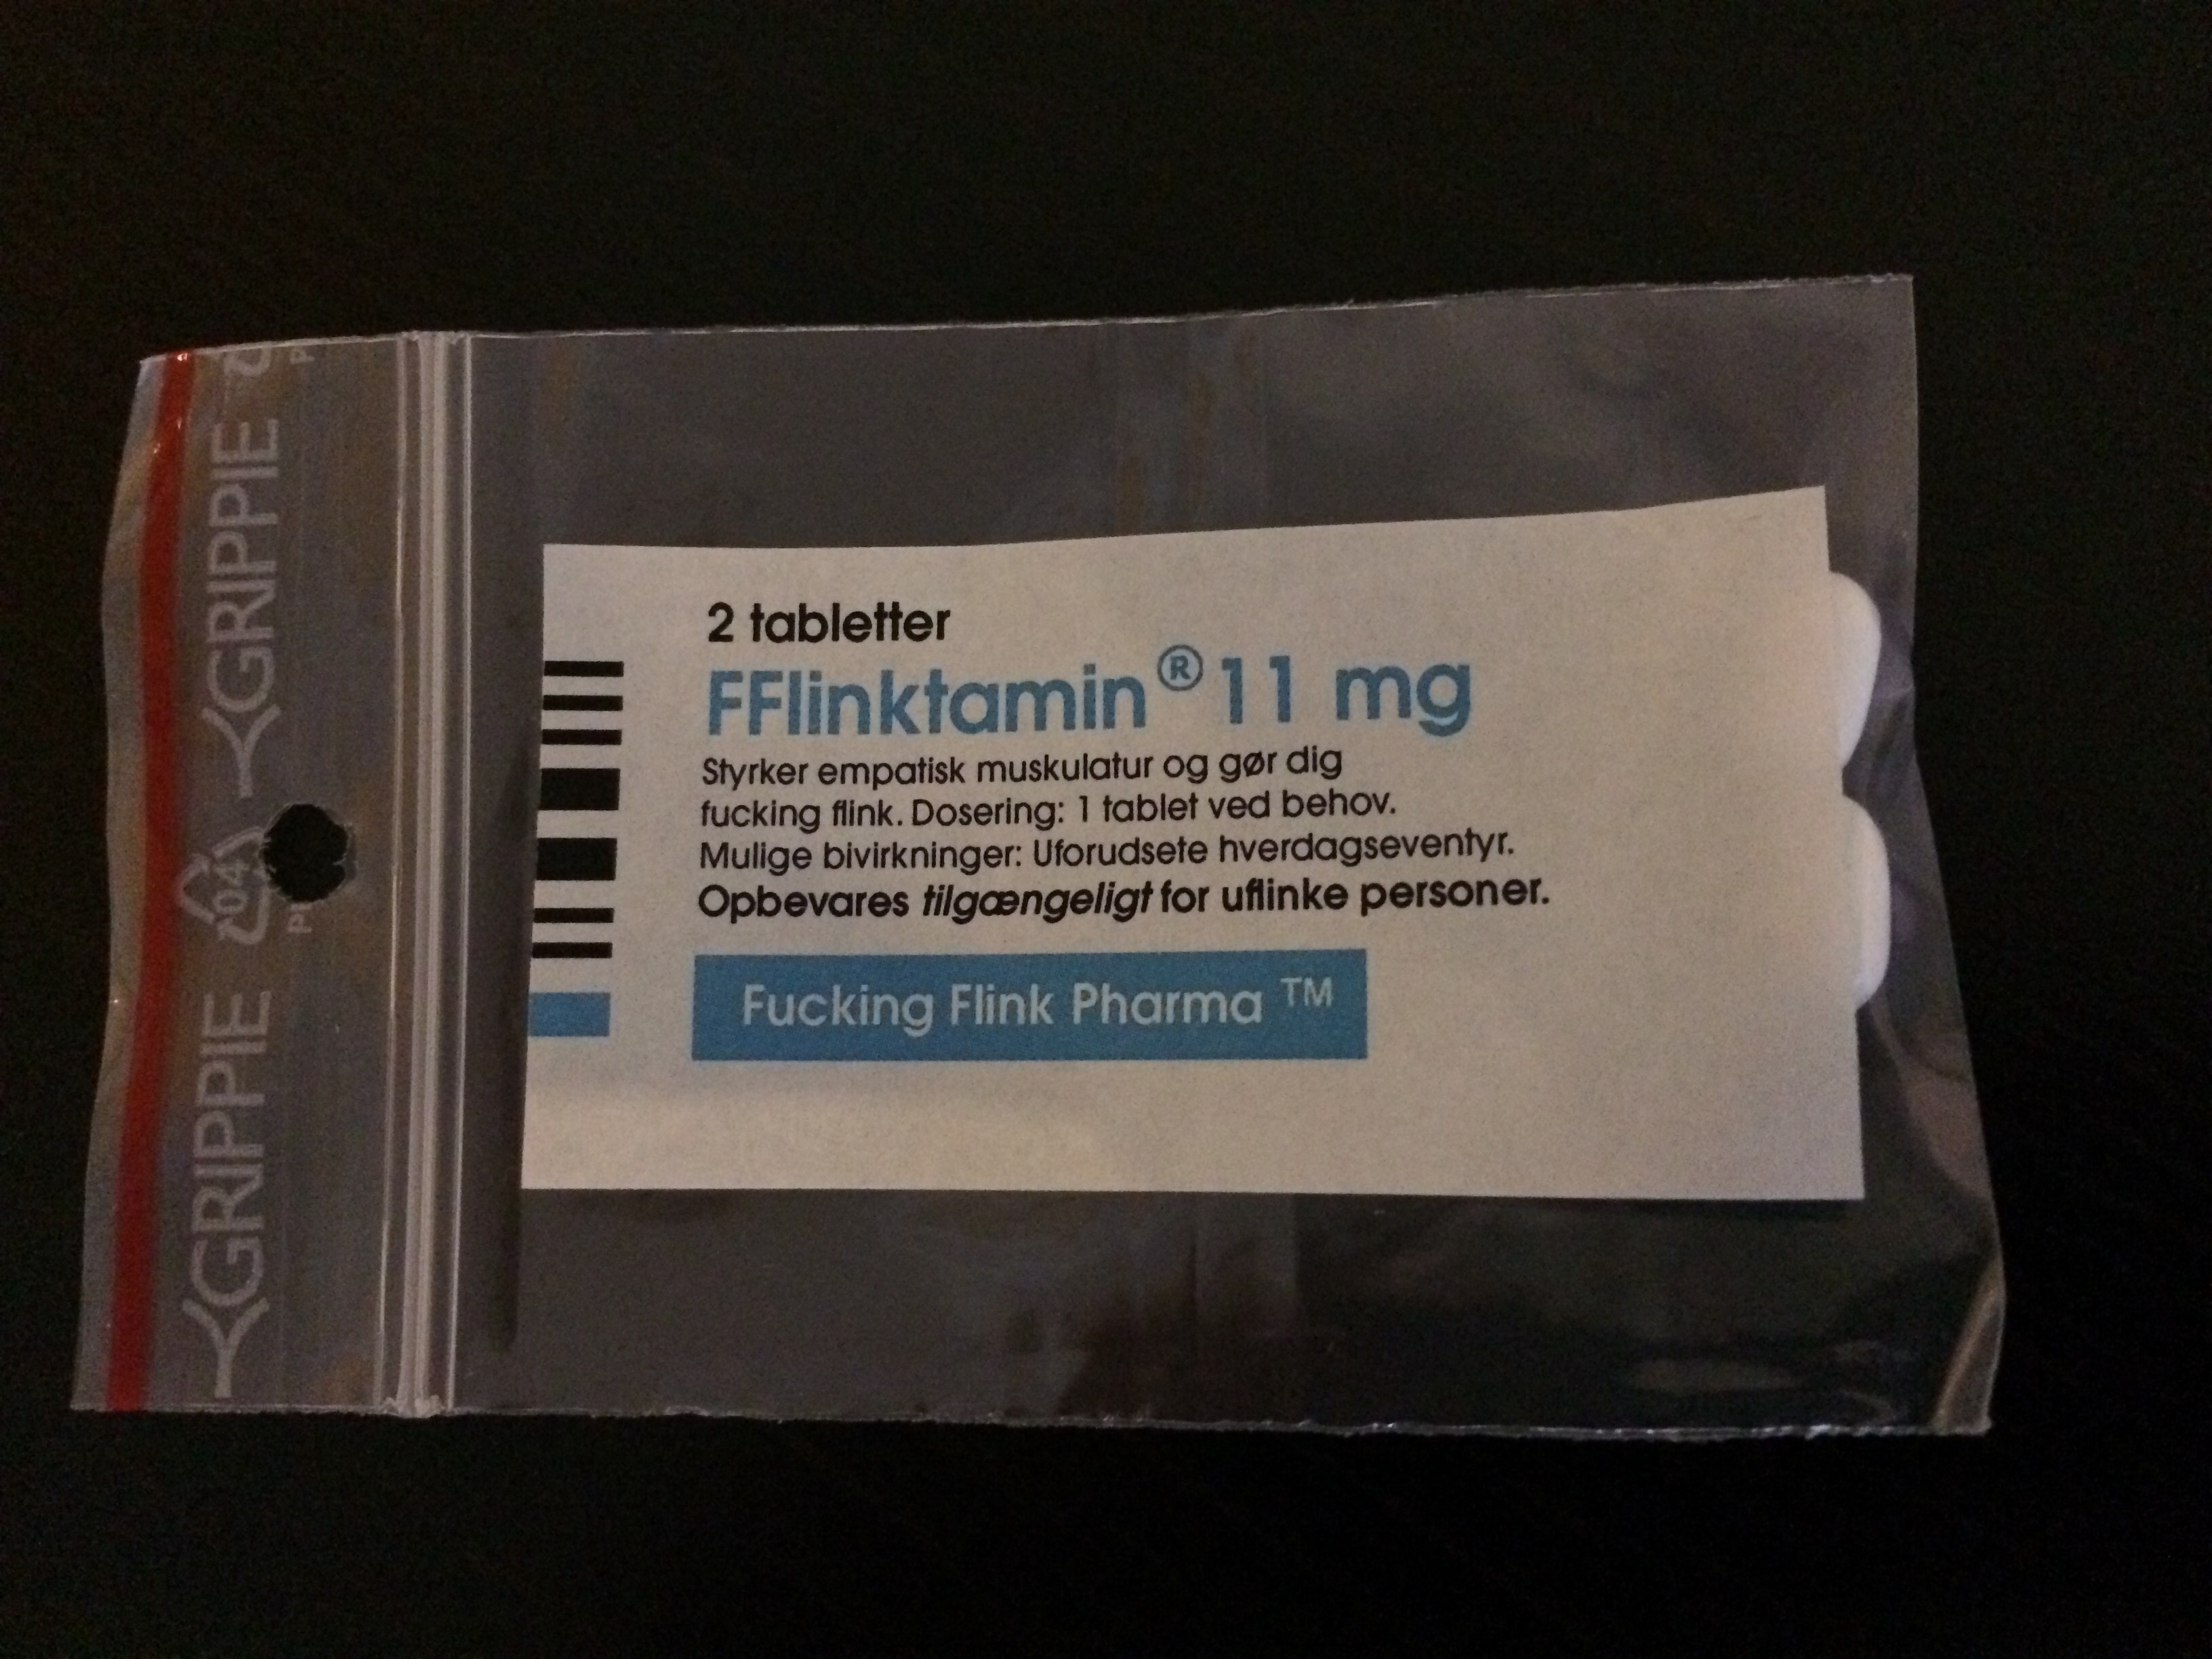 2 tabletter
FFlinktamin® 11 mg
Styrker empatisk muskulatur og gør dig
fucking flink. Dosering: 1 tablet ved behov.
Mulige bivirkninger: Uforudsete hverdagseventyr.
Opbevares tilgængeligt for uflinke personer.
Fucking Flink Pharma ™
GRIPPIE
04
GRIPPIE